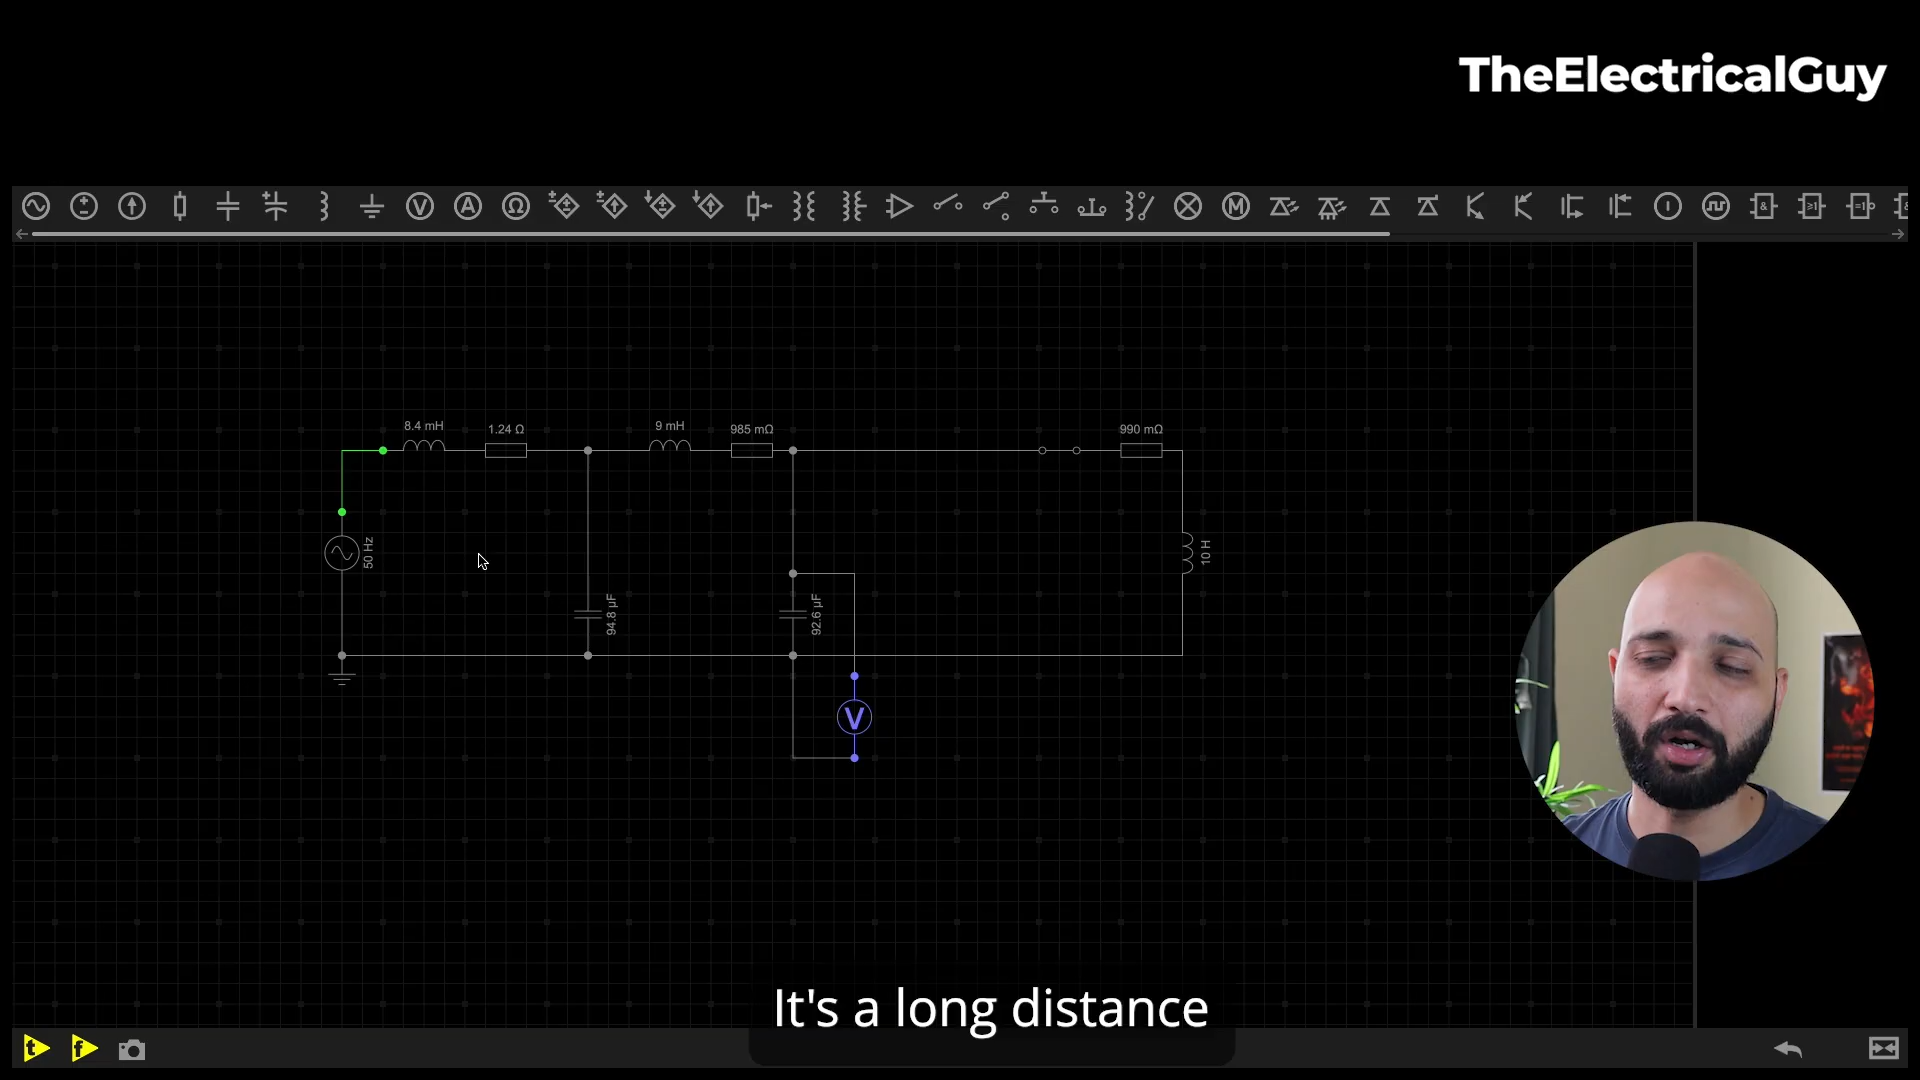 TheElectricalGuy
8.4 mH
1.24 Ω
9 mH
985 mΩ
990 mΩ
50 Hz
94.8 µF
92.6 µF
10 H
V
It's a long distance